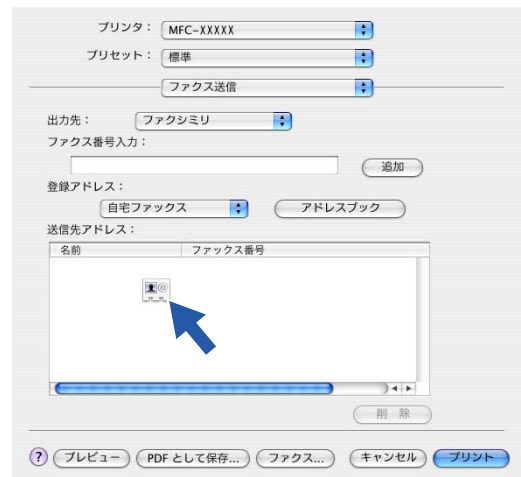 プリンタ： MFC-XXXXX
プリセット： 標準
ファクス送信
出力先： ファクシミリ
ファクス番号入力：
追加
登録アドレス：
自宅ファックス アドレスブック
送信先アドレス：
名前 ファックス番号
@
削 除
? プレビュー PDF として保存... ファクス... キャンセル プリント